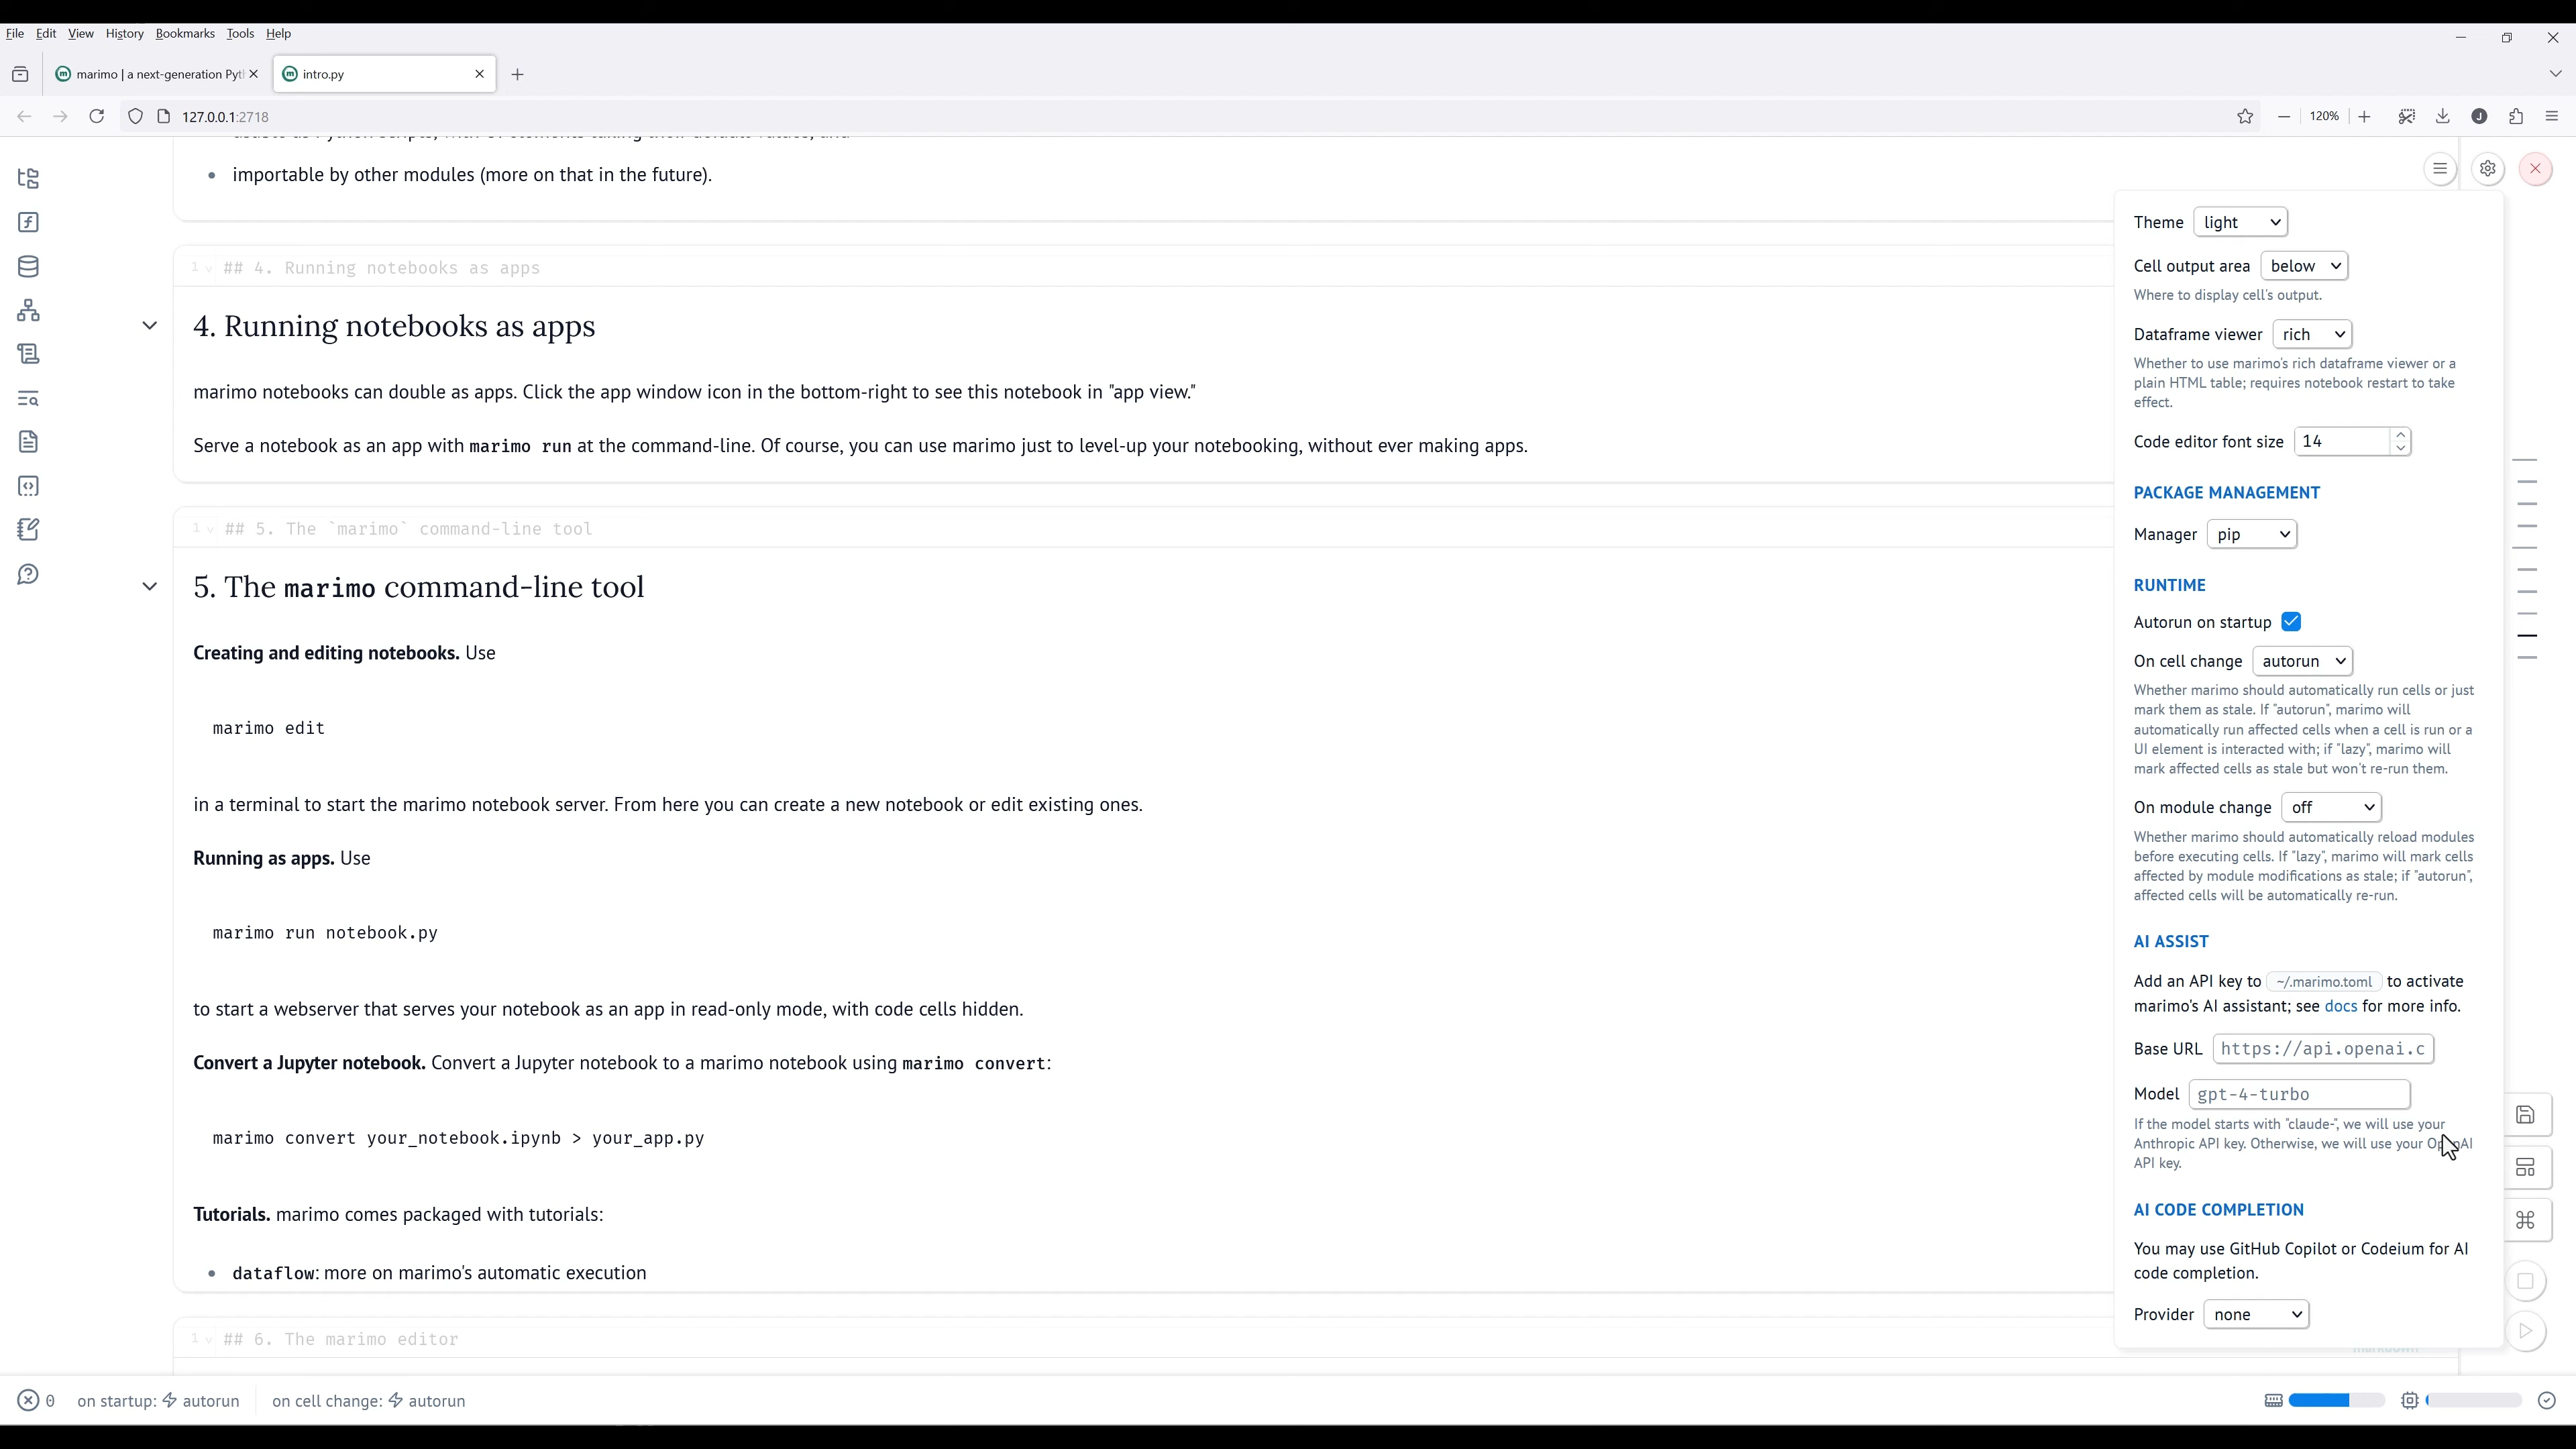 File Edit View History Bookmarks Tools Help
marimo | a next-generation Pyt
intro.py
127.0.0.1:2718
120%
importable by other modules (more on that in the future).
1 ## 4. Running notebooks as apps
4. Running notebooks as apps
marimo notebooks can double as apps. Click the app window icon in the bottom-right to see this notebook in "app view."
Serve a notebook as an app with marimo run at the command-line. Of course, you can use marimo just to level-up your notebooking, without ever making apps.
1 ## 5. The `marimo` command-line tool
5. The marimo command-line tool
Creating and editing notebooks. Use
marimo edit
in a terminal to start the marimo notebook server. From here you can create a new notebook or edit existing ones.
Running as apps. Use
marimo run notebook.py
to start a webserver that serves your notebook as an app in read-only mode, with code cells hidden.
Convert a Jupyter notebook. Convert a Jupyter notebook to a marimo notebook using marimo convert:
marimo convert your_notebook.ipynb > your_app.py
Tutorials. marimo comes packaged with tutorials:
dataflow: more on marimo's automatic execution
1 ## 6. The marimo editor
Theme light
Cell output area below
Where to display cell's output.
Dataframe viewer rich
Whether to use marimo's rich dataframe viewer or a
plain HTML table; requires notebook restart to take
effect.
Code editor font size 14
PACKAGE MANAGEMENT
Manager pip
RUNTIME
Autorun on startup
On cell change autorun
Whether marimo should automatically run cells or just
mark them as stale. If "autorun", marimo will
automatically run affected cells when a cell is run or a
UI element is interacted with; if "lazy", marimo will
mark affected cells as stale but won't re-run them.
On module change off
Whether marimo should automatically reload modules
before executing cells. If "lazy", marimo will mark cells
affected by module modifications as stale; if "autorun",
affected cells will be automatically re-run.
AI ASSIST
Add an API key to ~/.marimo.toml to activate
marimo's AI assistant; see docs for more info.
Base URL https://api.openai.c
Model gpt-4-turbo
If the model starts with "claude-", we will use your
Anthropic API key. Otherwise, we will use your OpenAI
API key.
AI CODE COMPLETION
You may use GitHub Copilot or Codeium for AI
code completion.
Provider none
0 on startup: autorun on cell change: autorun